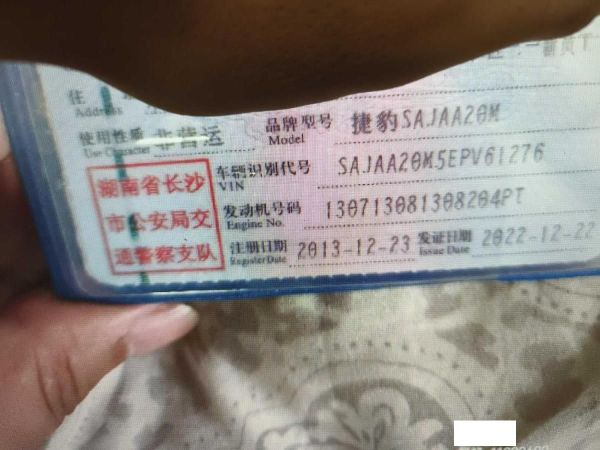 住
Address
使用性质 非营运
Use Character
品牌型号 捷豹SAJAA20M
Model
车辆识别代号 SAJAA20M5EPV61276
VIN
发动机号码 130713081308204PT
Engine No.
注册日期 2013-12-23 发证日期 2022-12-22
Register Date Issue Date
湖南省长沙
市公安局交
通警察支队